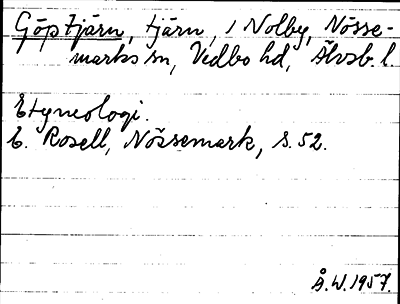 Göptjärn, tjärn, i Nolby, Nösse-
marks sn, Vedbo hd, Älvsb. l.
Etymologi.
E. Rosell, Nössemark, s. 52.
Å.W. 1957.